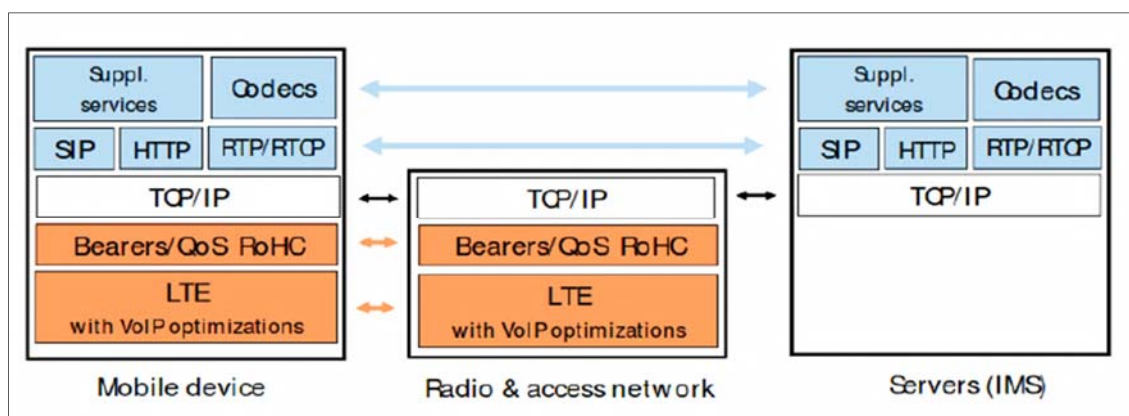 Suppl.
services
Codecs
SIP
HTTP
RTP/RTCP
TCP/IP
Bearers/QoS RoHC
LTE
with VoIP optimizations
Mobile device
TCP/IP
Bearers/QoS RoHC
LTE
with VoIP optimizations
Radio & access network
Suppl.
services
Codecs
SIP
HTTP
RTP/RTCP
TCP/IP
Servers (IMS)